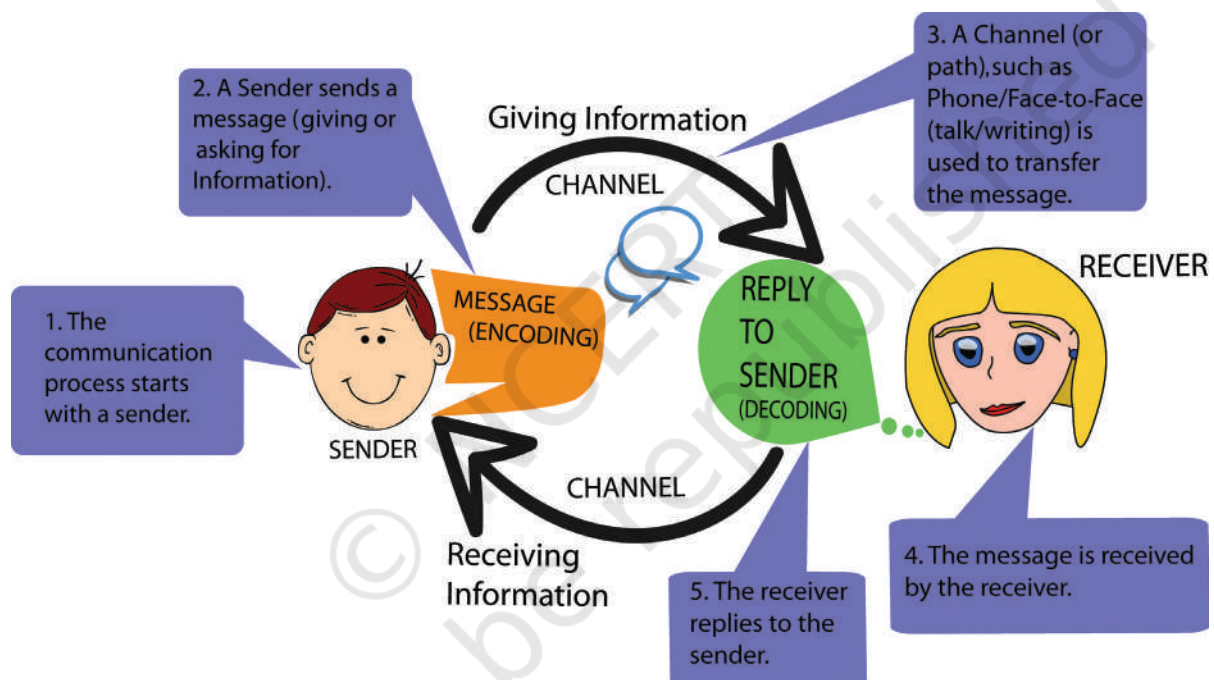 1. The
communication
process starts
with a sender.
2. A Sender sends a
message (giving or
asking for
Information).
3. A Channel (or
path),such as
Phone/Face-to-Face
(talk/writing) is
used to transfer
the message.
Giving Information
CHANNEL
MESSAGE
(ENCODING)
SENDER
REPLY
TO
SENDER
(DECODING)
RECEIVER
CHANNEL
Receiving
Information
4. The message is received
by the receiver.
5. The receiver
replies to the
sender.
© NCERT
be republished